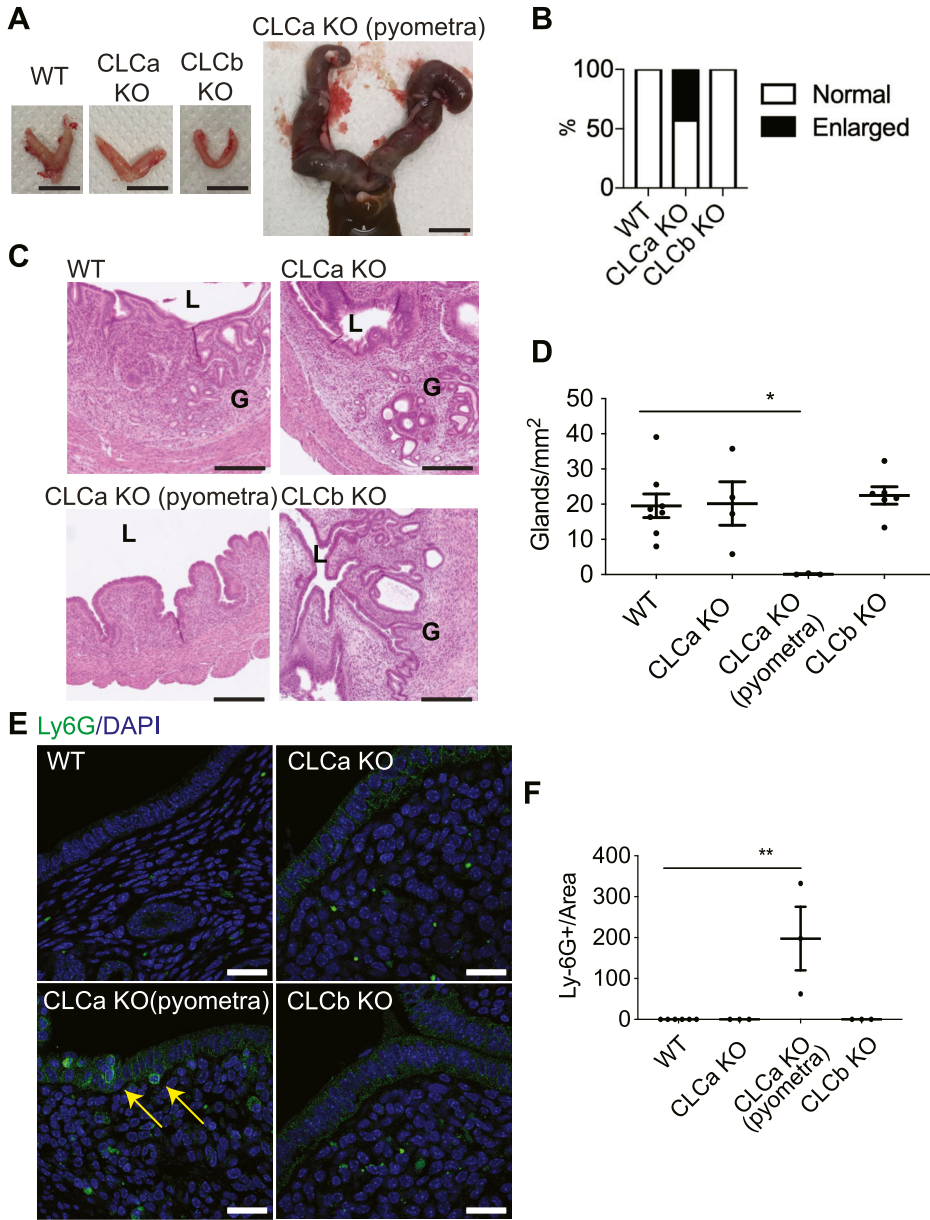 A
WT
CLCa
KO
CLCb
KO
CLCa KO (pyometra)
B
100
50
0
%
WT
CLCa KO
CLCb KO
Normal
Enlarged
C
WT
L
G
CLCa KO
L
G
CLCa KO (pyometra)
L
CLCb KO
L
G
D
50
40
30
20
10
0
Glands/mm²
*
WT
CLCa KO
CLCa KO
(pyometra)
CLCb KO
E Ly6G/DAPI
WT
CLCa KO
CLCa KO(pyometra)
CLCb KO
F
400
300
200
100
0
Ly-6G+/Area
**
WT
CLCa KO
CLCa KO
(pyometra)
CLCb KO